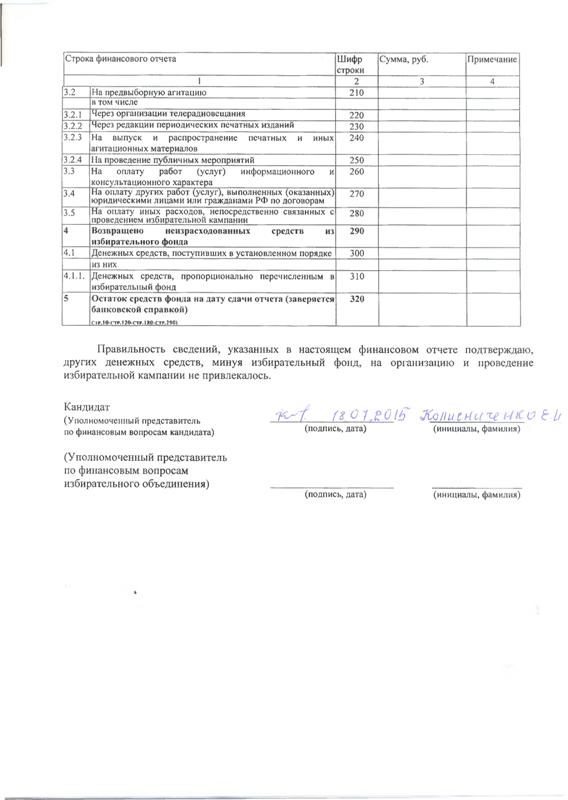 Строка финансового отчета Шифр строки Сумма, руб. Примечание
1 2 3 4
3.2 На предвыборную агитацию 210
в том числе
3.2.1 Через организации телерадиовещания 220
3.2.2 Через редакции периодических печатных изданий 230
3.2.3 На выпуск и распространение печатных и иных 240
агитационных материалов
3.2.4 На проведение публичных мероприятий 250
3.3 На оплату работ (услуг) информационного и 260
консультационного характера
3.4 На оплату других работ (услуг), выполненных (оказанных) 270
юридическими лицами или гражданами РФ по договорам
3.5 На оплату иных расходов, непосредственно связанных с 280
проведением избирательной кампании
4 Возвращено неизрасходованных средств из 290
избирательного фонда
4.1 Денежных средств, поступивших в установленном порядке 300
из них
4.1.1. Денежных средств, пропорционально перечисленным в 310
избирательный фонд
5 Остаток средств фонда на дату сдачи отчета (заверяется 320
банковской справкой)
(стр.10-стр.120-стр.180-стр.290)
Правильность сведений, указанных в настоящем финансовом отчете подтверждаю,
других денежных средств, минуя избирательный фонд, на организацию и проведение
избирательной кампании не привлекалось.
Кандидат
(Уполномоченный представитель 18.07.2015
по финансовым вопросам кандидата) (подпись, дата) (инициалы, фамилия)
(Уполномоченный представитель
по финансовым вопросам
избирательного объединения)
(подпись, дата) (инициалы, фамилия)